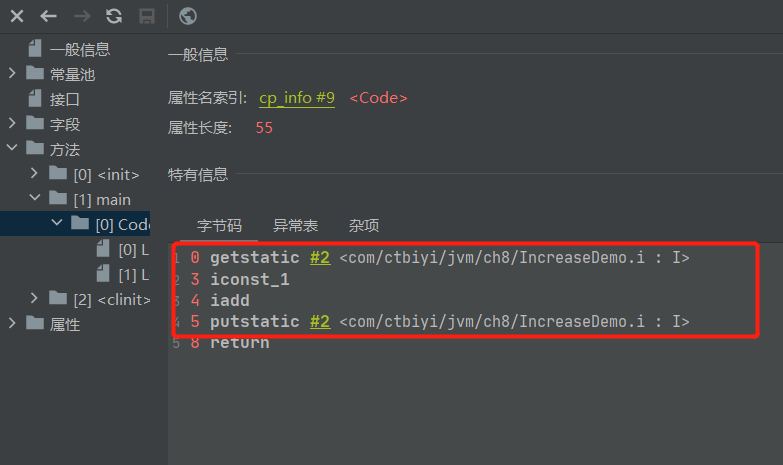 一般信息
常量池
接口
字段
方法
[0] <init>
[1] main
[0] Code
[0] L
[1] L
[2] <clinit>
属性
一般信息
属性名索引: cp_info #9 <Code>
属性长度: 55
特有信息
字节码 异常表 杂项
1 0 getstatic #2 <com/ctbiyi/jvm/ch8/IncreaseDemo.i : I>
2 3 iconst_1
3 4 iadd
4 5 putstatic #2 <com/ctbiyi/jvm/ch8/IncreaseDemo.i : I>
5 8 return